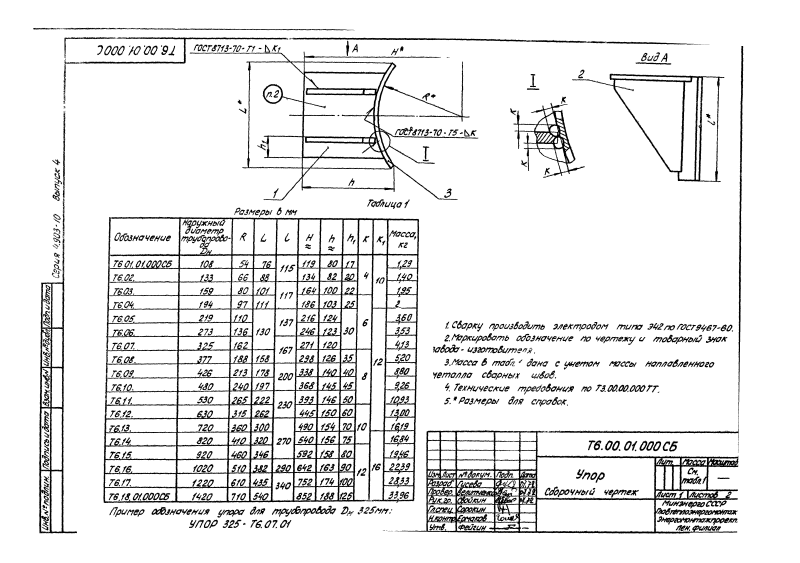 Т6.00.01.000С
ГОСТ 8713-70-Т1-▷К₁
А
Н*
Вид А
п.2
L*
R*
I
2
К
К
К
К
L*
ГОСТ 8713-70-Т5-▷К
h₁
I
h
1
3
Серия 4.903-10 Выпуск 4
Размеры в мм
Таблица 1
Обозначение | Наружный диаметр трубопровода Dн | R | L | l | H ≈ | h ≈ | h₁ | К | К₁ | Масса, кг
Т6.01.01.000СБ | 108 | 54 | 76 | 115 | 119 | 80 | 17 | 4 | 10 | 1,29
Т6.02. | 133 | 66 | 88 | 134 | 82 | 20 | 1,40
Т6.03. | 159 | 80 | 101 | 117 | 164 | 100 | 22 | 1,95
Т6.04. | 194 | 97 | 111 | 186 | 103 | 25 | 2
Т6.05. | 219 | 110 | 130 | 137 | 216 | 124 | 30 | 6 | 3,60
Т6.06. | 273 | 136 | 246 | 123 | 3,53
Т6.07. | 325 | 162 | 167 | 271 | 120 | 12 | 4,13
Т6.08. | 377 | 188 | 158 | 298 | 126 | 35 | 8 | 5,20
Т6.09. | 426 | 213 | 178 | 200 | 338 | 140 | 40 | 8,80
Т6.10. | 480 | 240 | 197 | 368 | 145 | 45 | 9,26
Т6.11. | 530 | 265 | 222 | 230 | 393 | 146 | 50 | 10,93
Т6.12. | 630 | 315 | 262 | 445 | 150 | 60 | 13,00
Т6.13. | 720 | 360 | 300 | 270 | 490 | 154 | 70 | 10 | 16 | 16,19
Т6.14. | 820 | 410 | 320 | 540 | 156 | 75 | 16,84
Т6.15. | 920 | 460 | 346 | 592 | 158 | 80 | 12 | 19,46
Т6.16. | 1020 | 510 | 382 | 290 | 642 | 163 | 90 | 22,39
Т6.17. | 1220 | 610 | 435 | 340 | 752 | 174 | 100 | 28,33
Т6.18.01.000СБ | 1420 | 710 | 540 | 852 | 188 | 125 | 33,96
Пример обозначения упора для трубопровода Dн 325мм:
УПОР 325 - Т6.07.01
1. Сварку производить электродом типа Э42 по ГОСТ 9467-60.
2. Маркировать обозначение по чертежу и товарный знак
завода-изготовителя.
3. Масса в табл. 1 дана с учетом массы наплавленного
металла сварных швов.
4. Технические требования по Т3.00.00.000ТТ.
5.* Размеры для справок.
Т6.00.01.000СБ
Упор
Сборочный чертеж
Лит. Масса Масштаб
См. табл.1 —
Лист 1 Листов 2
Минэнерго СССР
Главтеплоэнергомонтаж
Энергомонтажпроект
Лен. филиал
Изм. Лист № докум. Подп. Дата
Разраб. Гусева
Провер.
Рук. гр.
Гл. спец. Сорокин
Н. контр. Ермаков
Утв. Фейгин
Инв.№подлин. Подпись и дата Взам.инв.№ Инв.№дубл. Подп. и дата